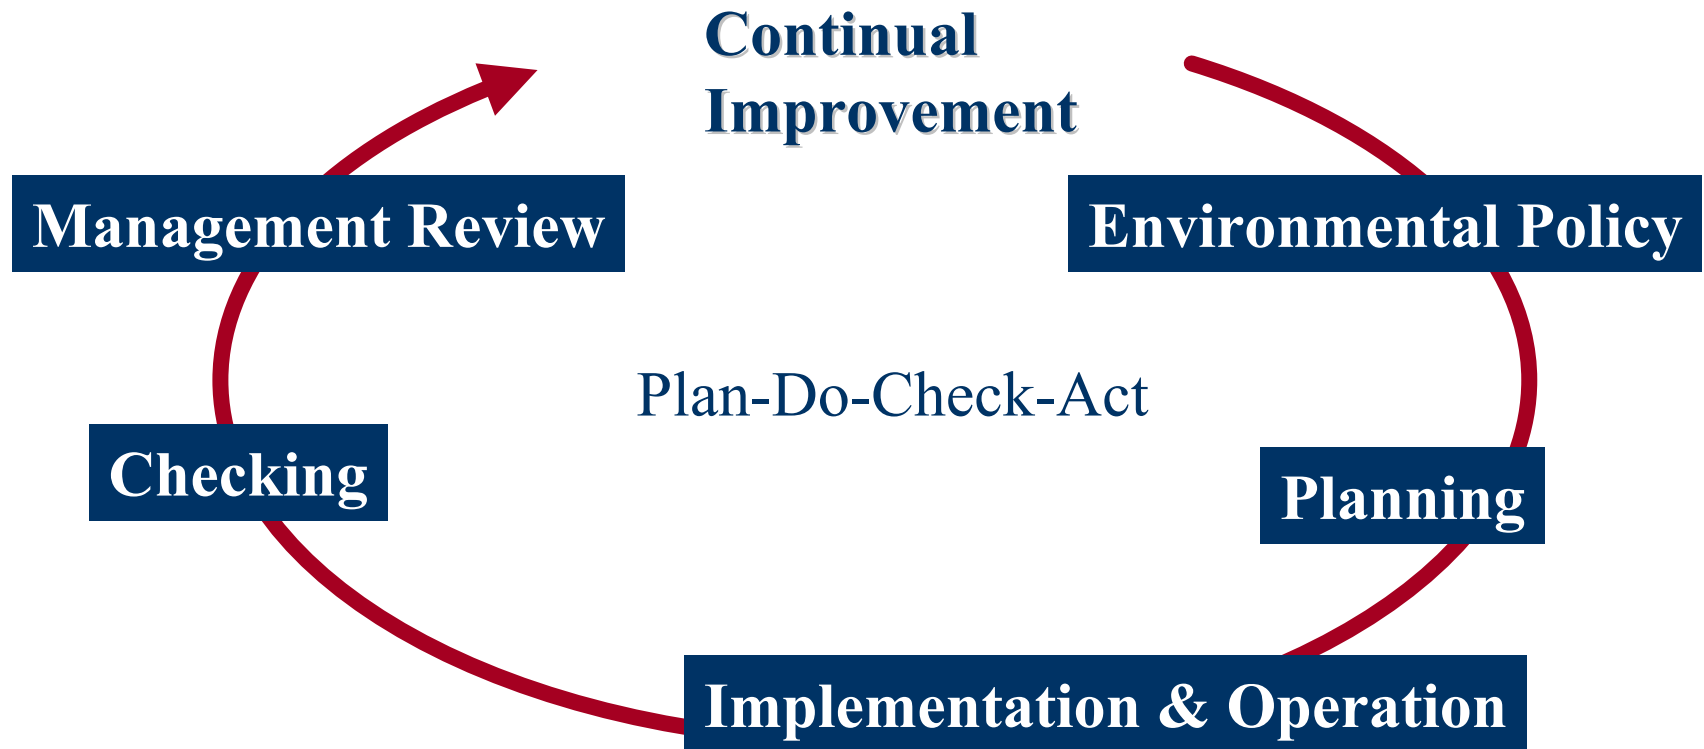 Continual
Improvement
Management Review
Environmental Policy
Plan-Do-Check-Act
Checking
Planning
Implementation & Operation